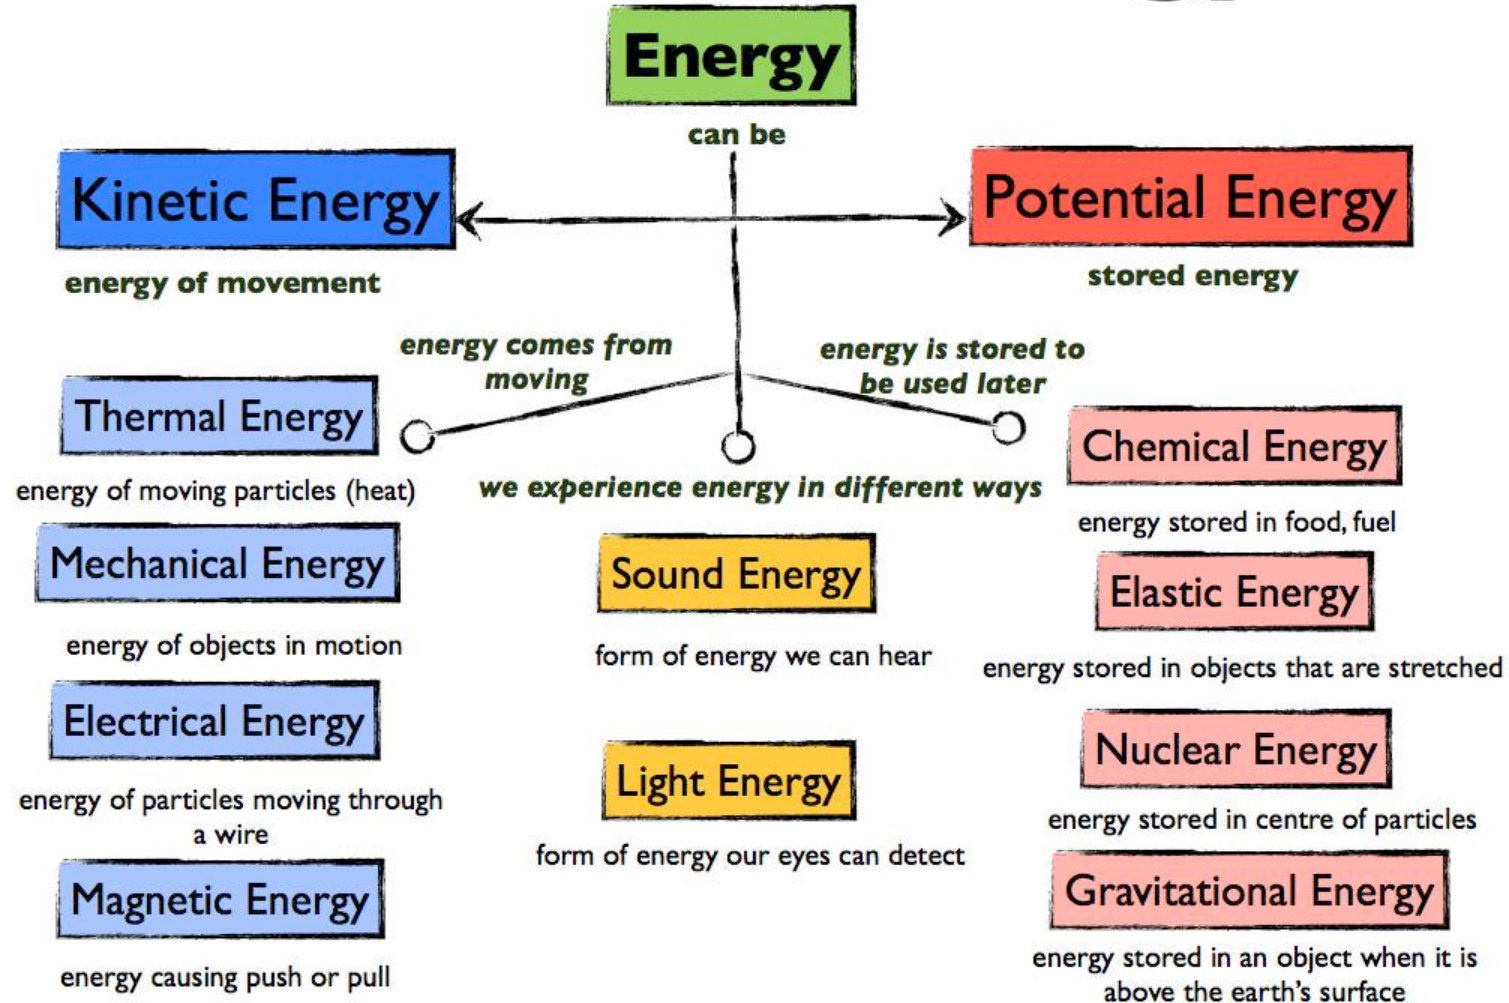 Energy
can be
Kinetic Energy
energy of movement
Potential Energy
stored energy
energy comes from
moving
energy is stored to
be used later
we experience energy in different ways
Thermal Energy
energy of moving particles (heat)
Mechanical Energy
energy of objects in motion
Electrical Energy
energy of particles moving through
a wire
Magnetic Energy
energy causing push or pull
Sound Energy
form of energy we can hear
Light Energy
form of energy our eyes can detect
Chemical Energy
energy stored in food, fuel
Elastic Energy
energy stored in objects that are stretched
Nuclear Energy
energy stored in centre of particles
Gravitational Energy
energy stored in an object when it is
above the earth's surface